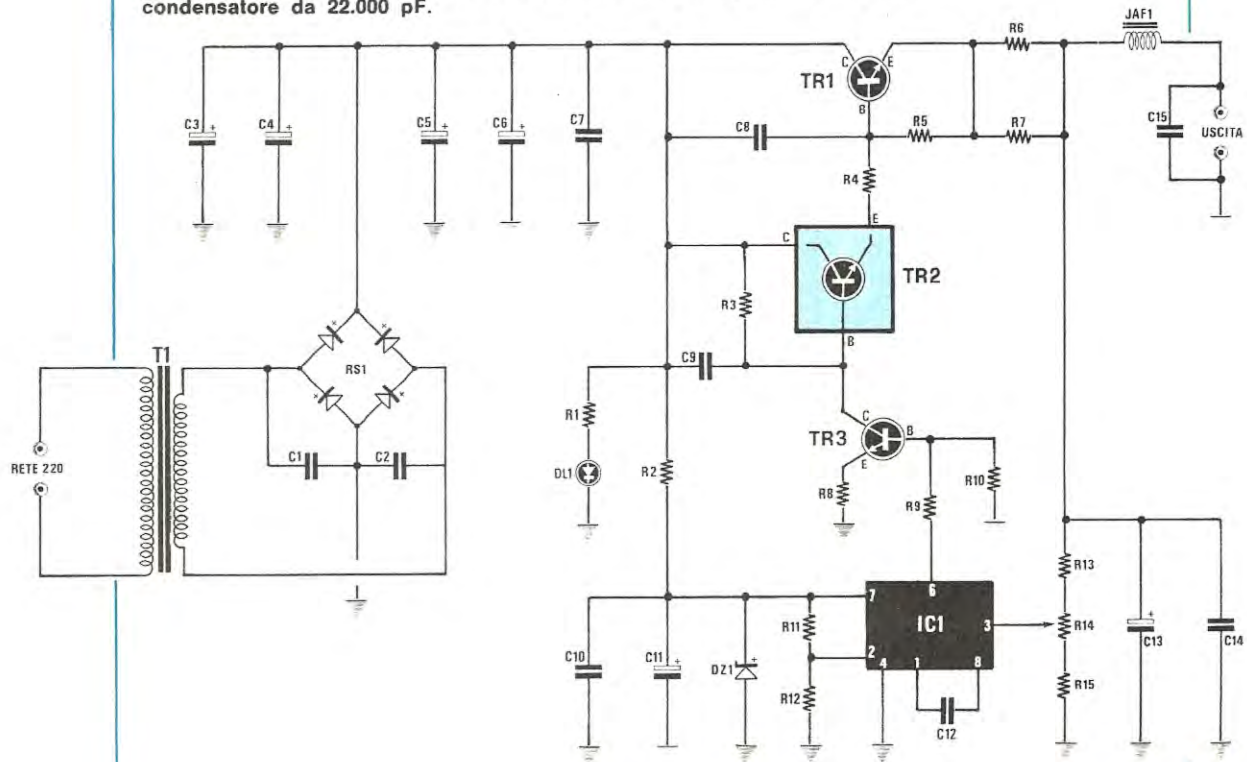 condensatore da 22.000 pF.
JAF1
R6
C
E
TR1
B
C3
+
C4
+
C5
+
C6
+
C7
C8
R5
R7
C15
USCITA
R4
E
C
TR2
R3
B
C9
T1
RS1
R1
C
B
TR3
E
RETE 220
C1
C2
DL1
R2
R8
R9
R10
R13
6
7
IC1
3
R11
R14
C10
C11
+
DZ1
+
2
4
1
8
C13
+
C14
R12
R15
C12